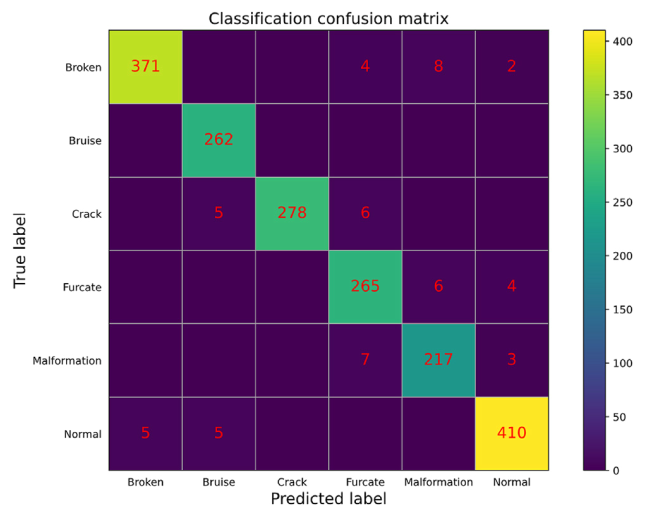 Classification confusion matrix
Broken 371 4 8 2
Bruise 262
Crack 5 278 6
Furcate 265 6 4
Malformation 7 217 3
Normal 5 5 410
Broken Bruise Crack Furcate Malformation Normal
Predicted label
True label
400
350
300
250
200
150
100
50
0